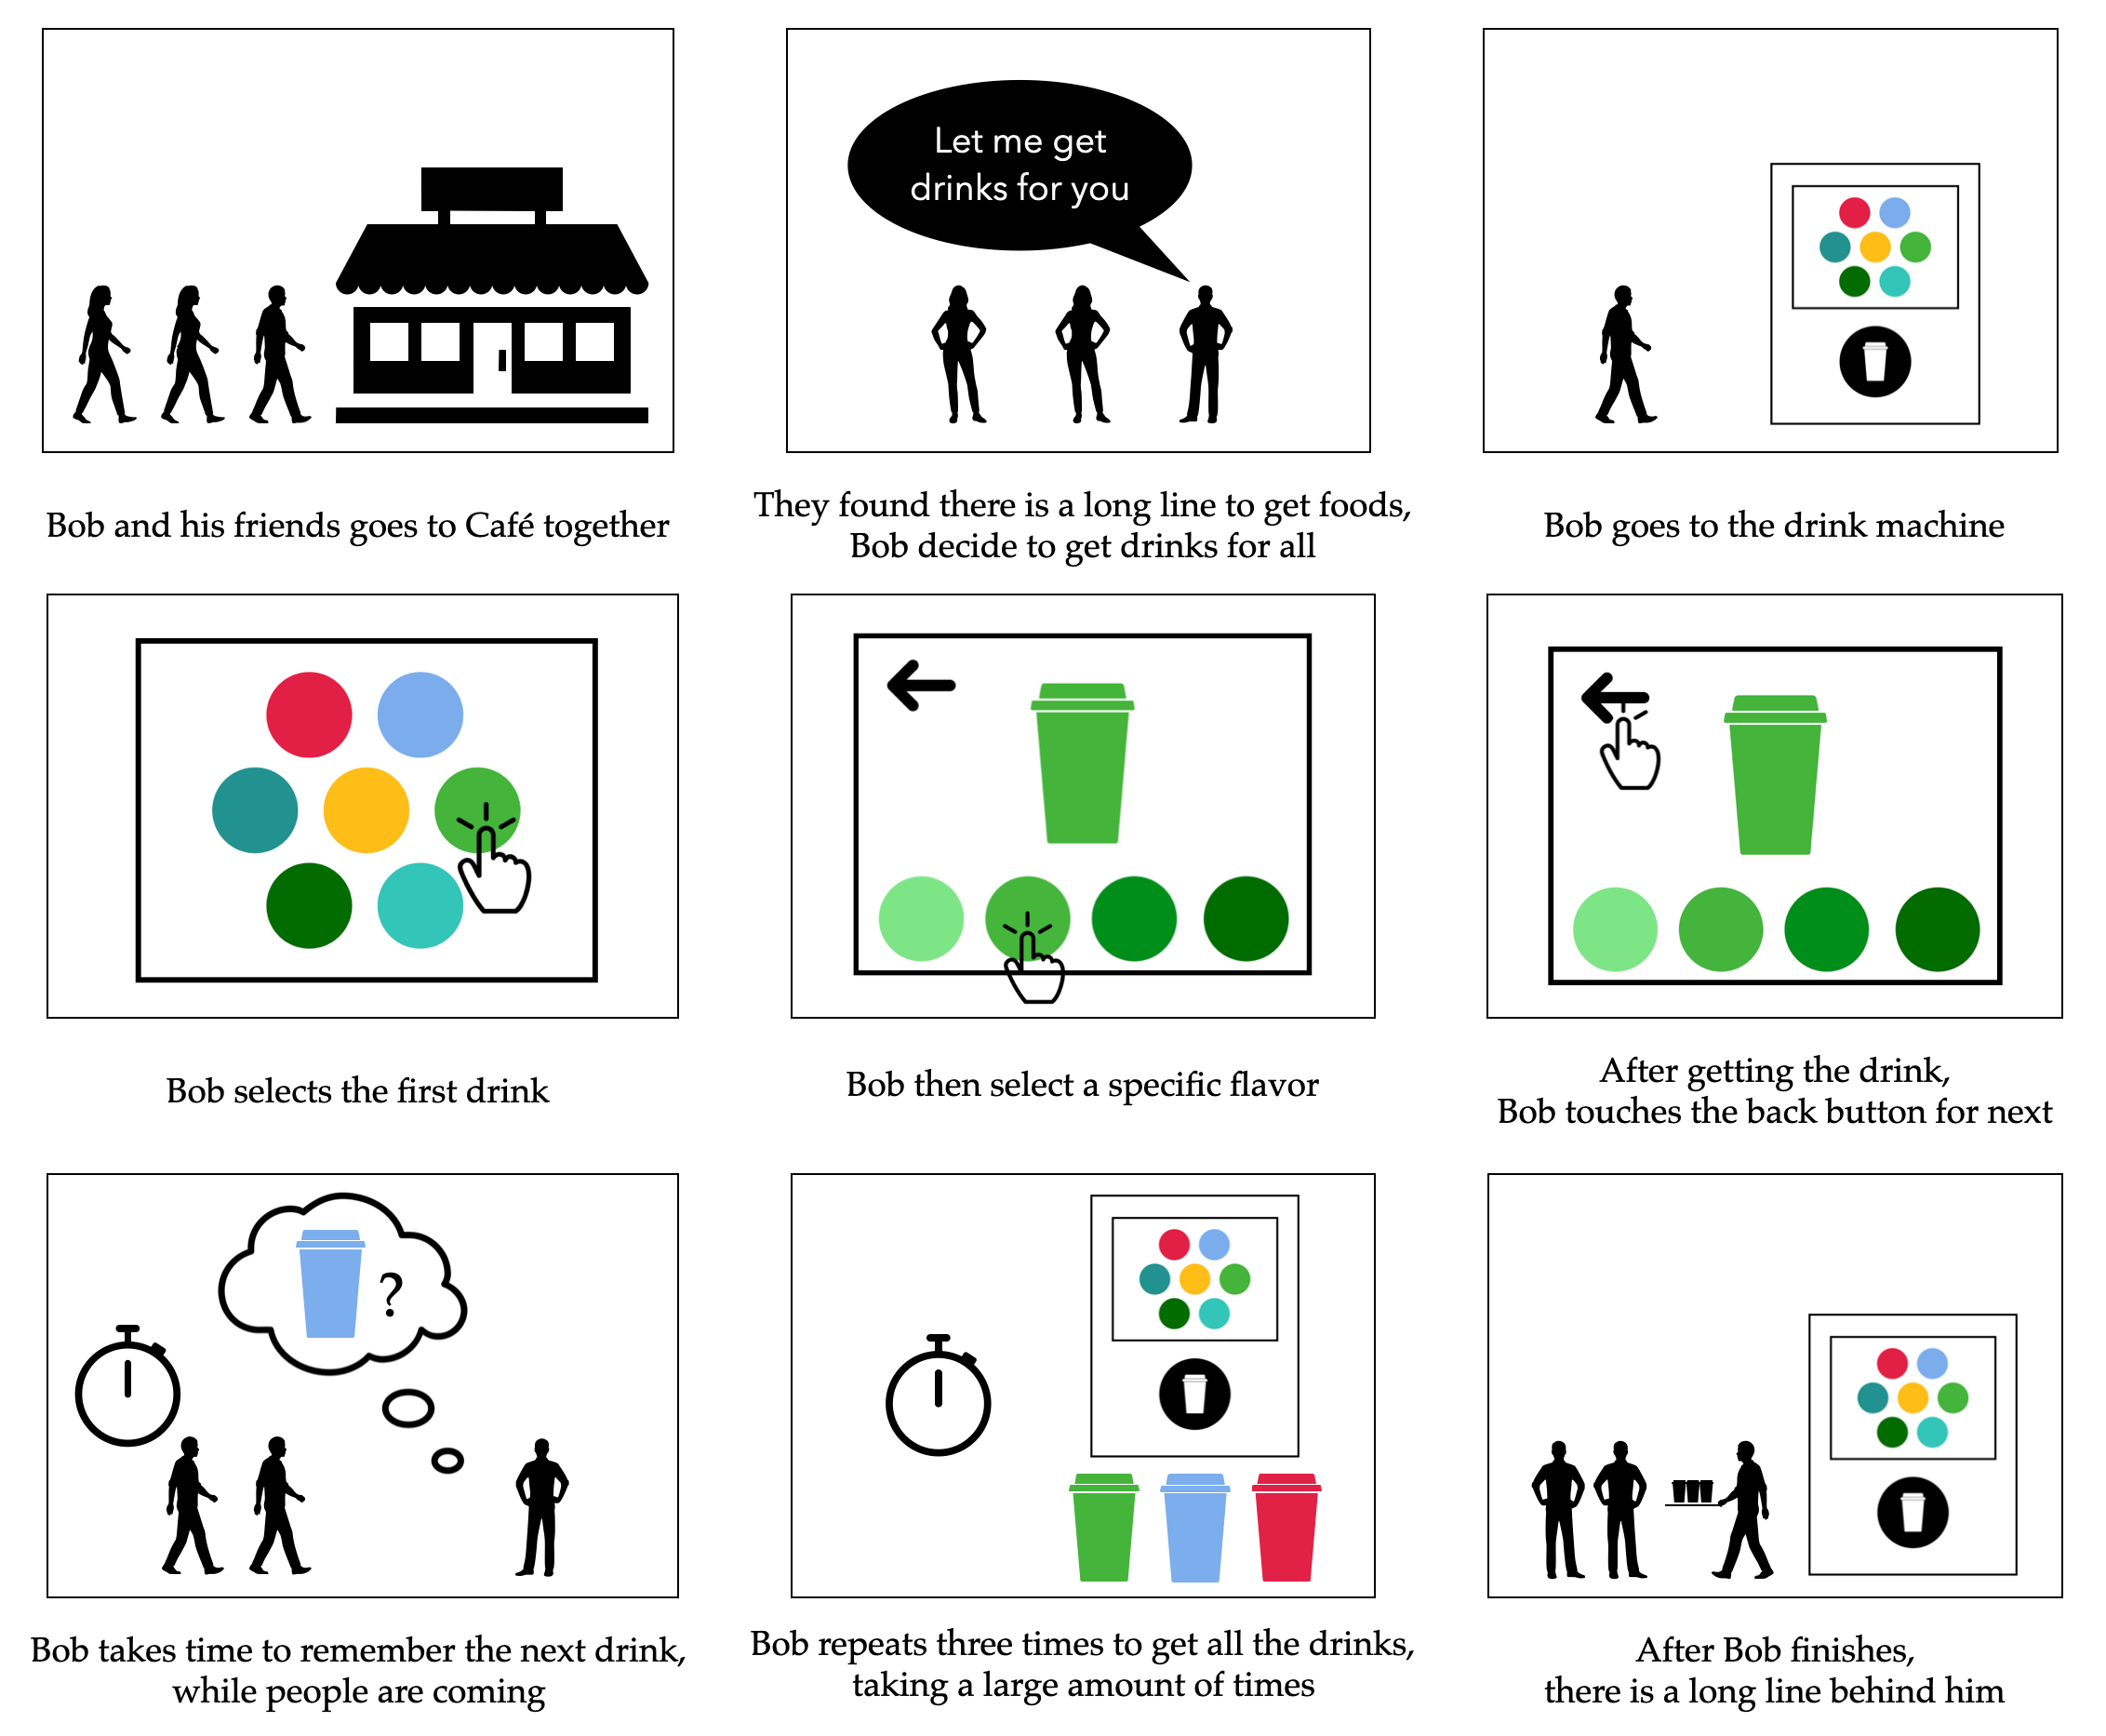 Let me get
drinks for you
Bob and his friends goes to Café together
They found there is a long line to get foods,
Bob decide to get drinks for all
Bob goes to the drink machine
Bob selects the first drink
Bob then select a specific flavor
After getting the drink,
Bob touches the back button for next
?
Bob takes time to remember the next drink,
while people are coming
Bob repeats three times to get all the drinks,
taking a large amount of times
After Bob finishes,
there is a long line behind him